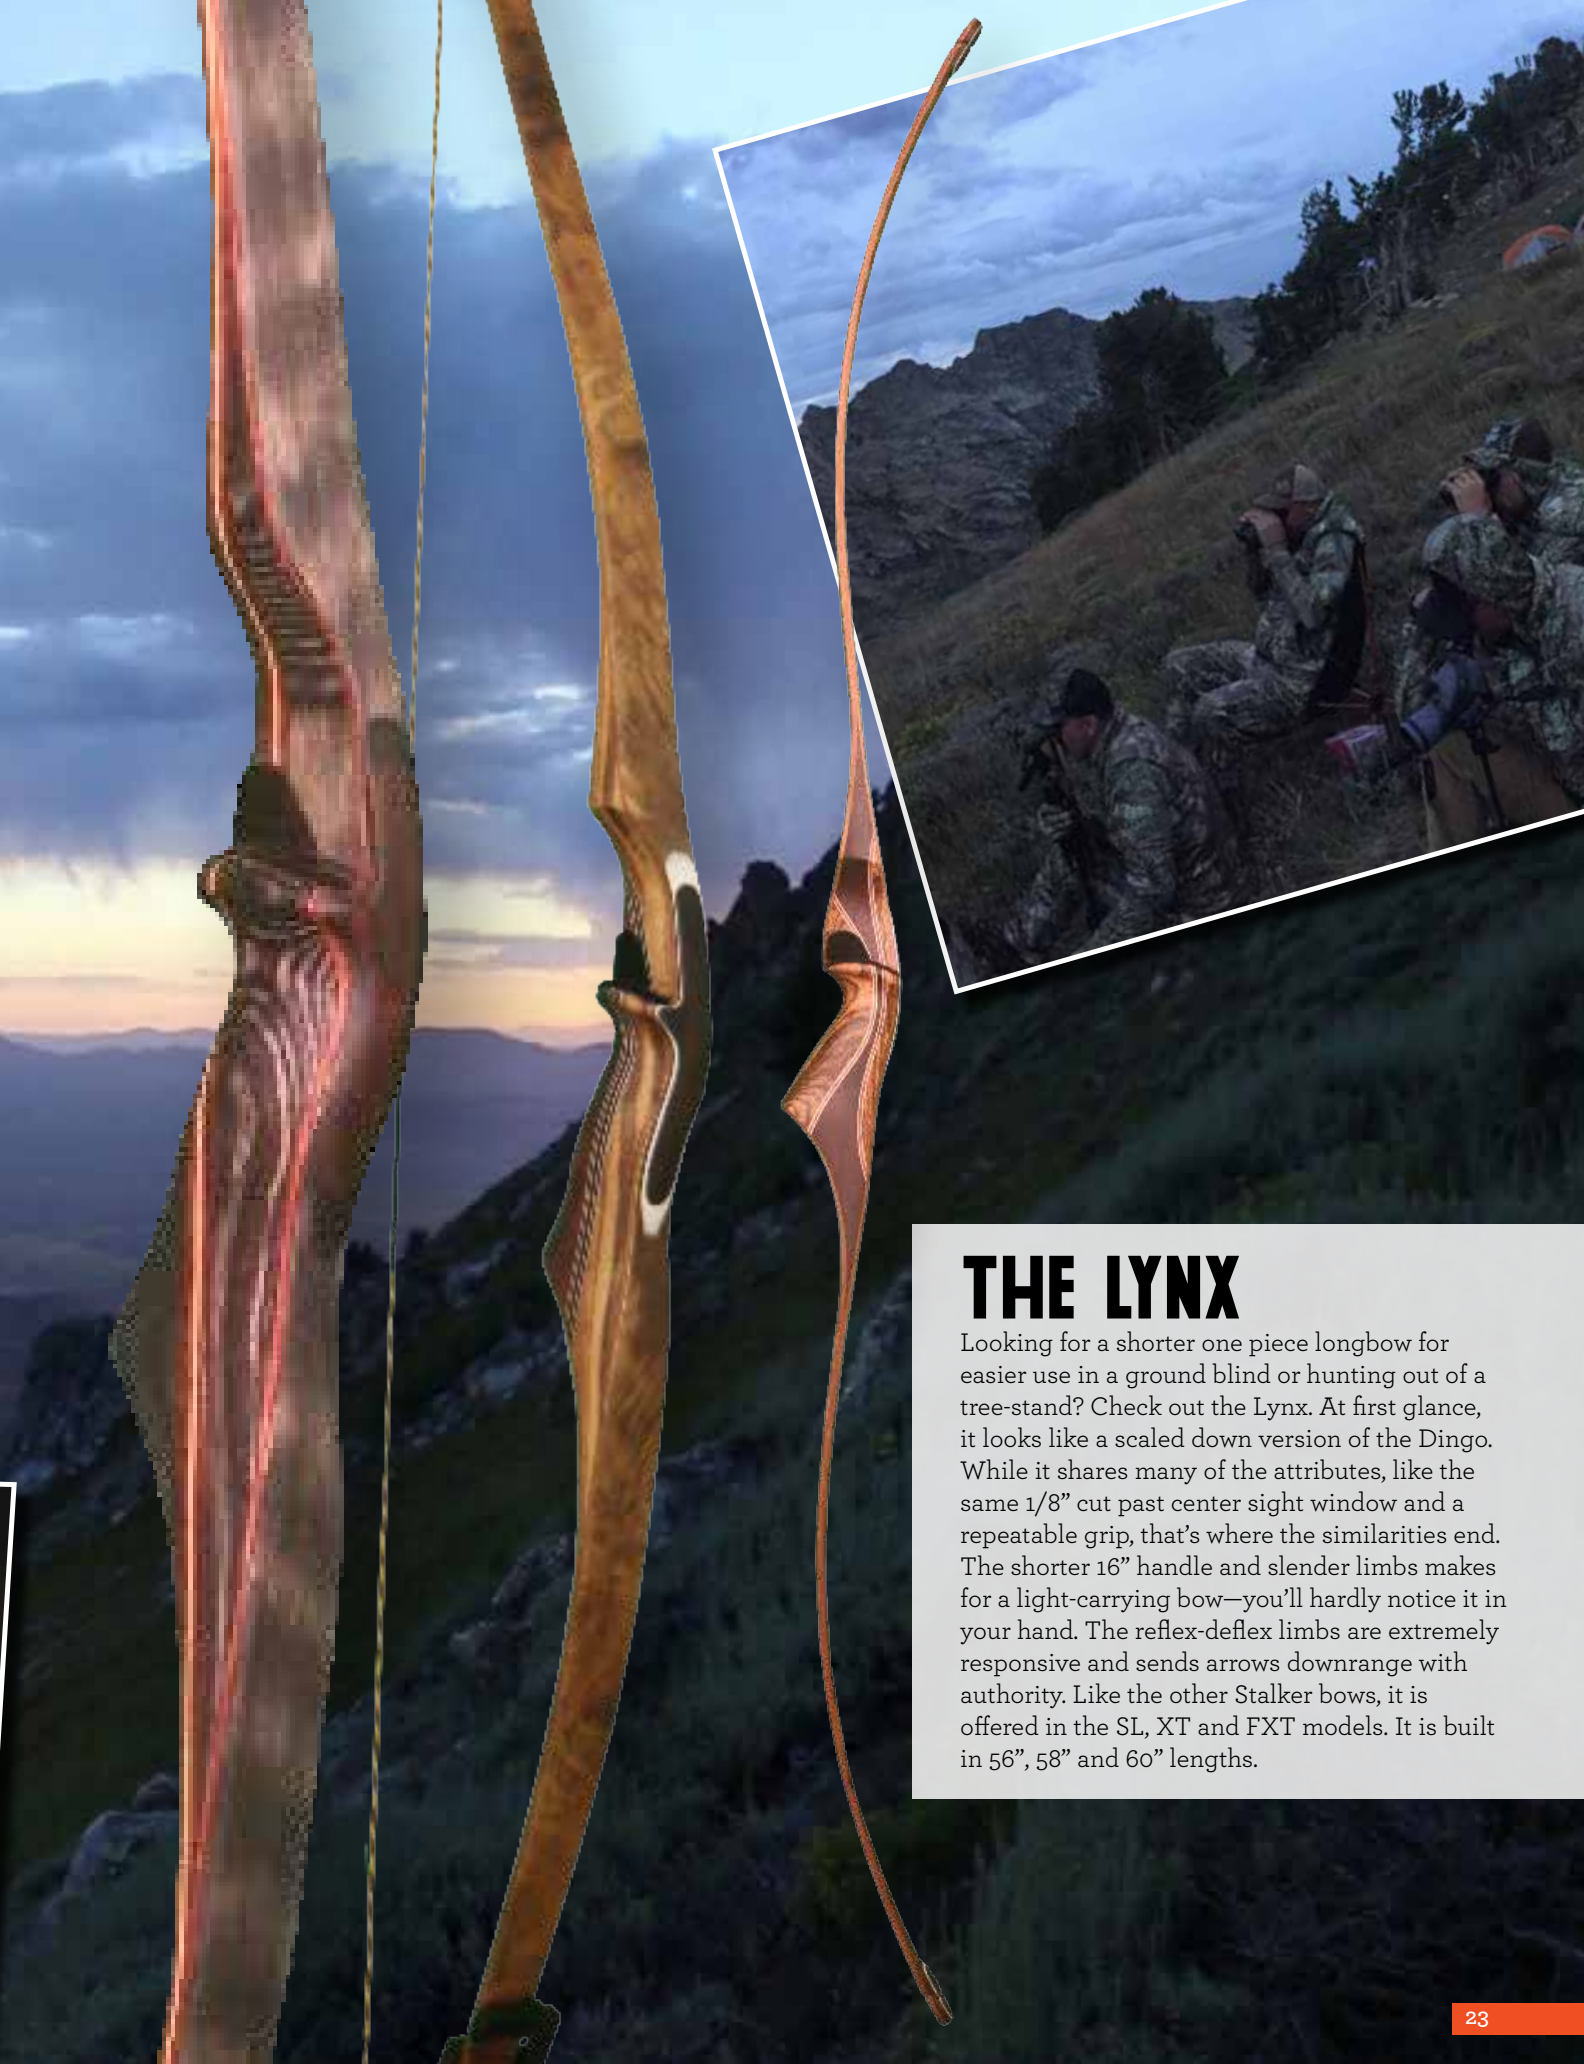 THE LYNX
Looking for a shorter one piece longbow for
easier use in a ground blind or hunting out of a
tree-stand? Check out the Lynx. At first glance,
it looks like a scaled down version of the Dingo.
While it shares many of the attributes, like the
same 1/8” cut past center sight window and a
repeatable grip, that’s where the similarities end.
The shorter 16” handle and slender limbs makes
for a light-carrying bow—you’ll hardly notice it in
your hand. The reflex-deflex limbs are extremely
responsive and sends arrows downrange with
authority. Like the other Stalker bows, it is
offered in the SL, XT and FXT models. It is built
in 56”, 58” and 60” lengths.
23